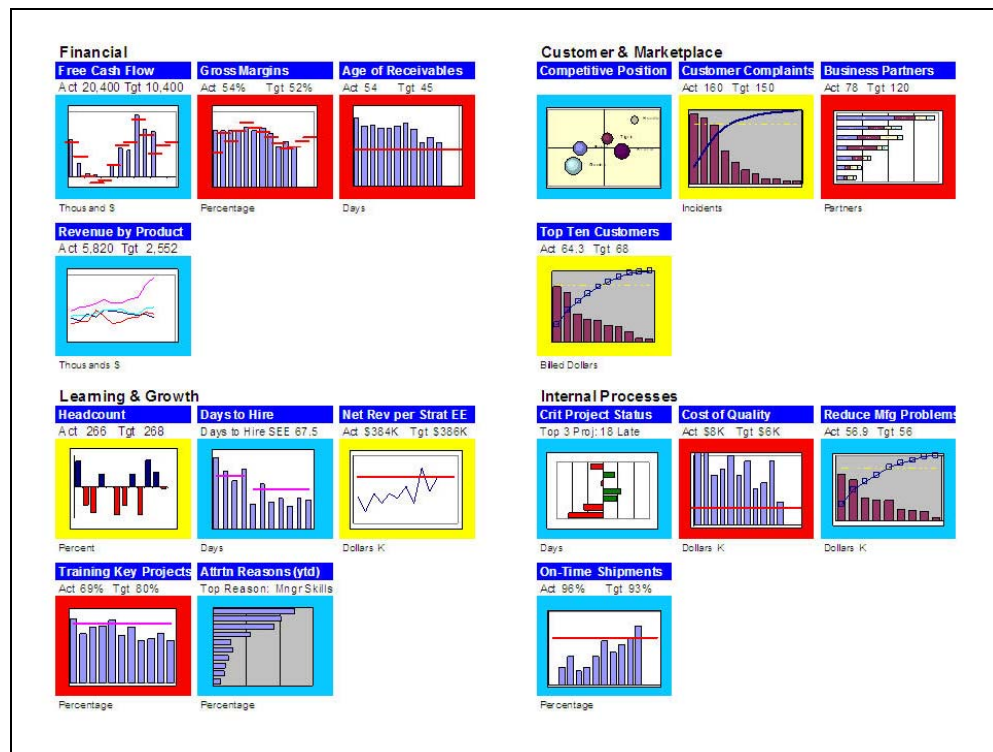 Financial
Free Cash Flow
Act 20,400 Tgt 10,400
Thousand $
Gross Margins
Act 54% Tgt 52%
Percentage
Age of Receivables
Act 54 Tgt 45
Days
Revenue by Product
Act 5,820 Tgt 2,552
Thousands $
Customer & Marketplace
Competitive Position
Customer Complaints
Act 160 Tgt 150
Incidents
Business Partners
Act 78 Tgt 120
Partners
Top Ten Customers
Act 64.3 Tgt 68
Billed Dollars
Learning & Growth
Headcount
Act 266 Tgt 268
Percent
Days to Hire
Days to Hire SEE 67.5
Days
Net Rev per Strat EE
Act $384K Tgt $386K
Dollars K
Training Key Projects
Act 69% Tgt 80%
Percentage
Attrtn Reasons (ytd)
Top Reason: Mngr Skills
Percentage
Internal Processes
Crit Project Status
Top 3 Proj: 18 Late
Days
Cost of Quality
Act $8K Tgt $6K
Dollars K
Reduce Mfg Problems
Act 56.9 Tgt 56
Dollars K
On-Time Shipments
Act 96% Tgt 93%
Percentage